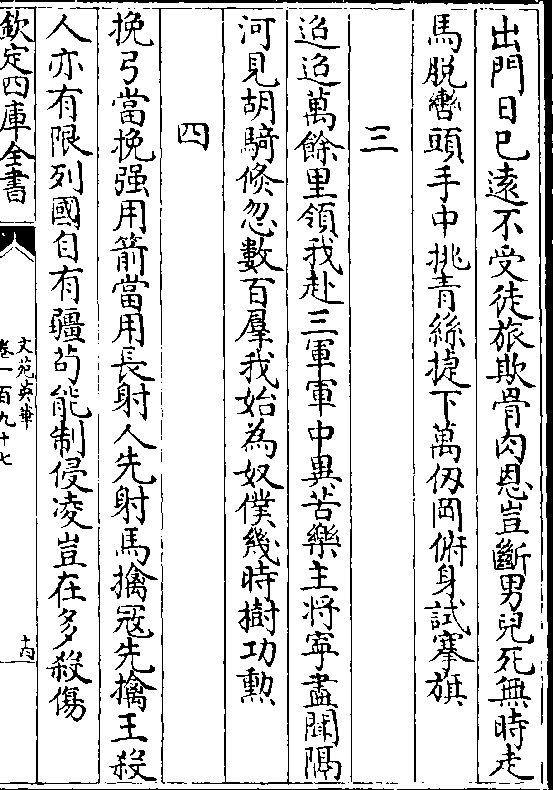 出門日已遠不受徒旅欺骨肉恩豈斷男兒死無時走
馬脱轡頭手中挑青絲捷下萬仭岡俯身試搴旗
三
迢迢萬餘里領我赴三軍軍中異苦樂主將寜盡聞隔
河見胡騎倐忽數百羣我始為奴僕幾時樹功勲
四
挽弓當挽强用箭當用長射人先射馬擒冦先擒王殺
人亦有限列國自有疆茍能制侵凌豈在多殺傷
欽定四庫全書
文苑英華
卷一百九十七